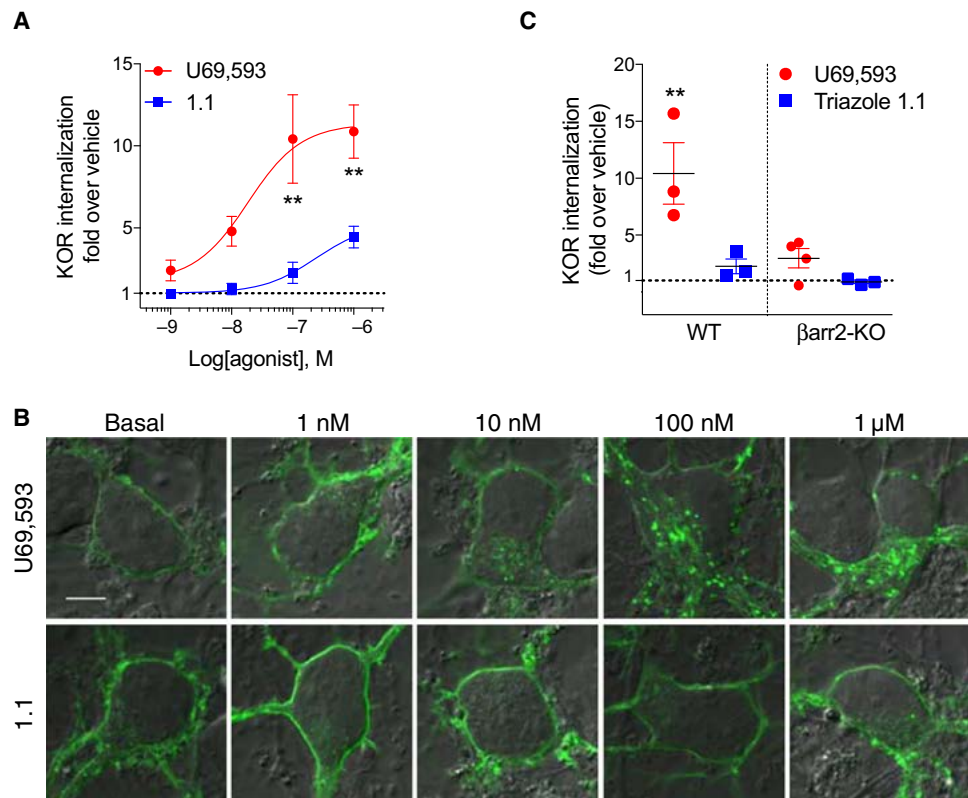 A
15
10
5
1
KOR internalization
fold over vehicle
U69,593
1.1
**
**
–9
–8
–7
–6
Log[agonist], M
C
20
15
10
5
1
KOR internalization
(fold over vehicle)
**
U69,593
Triazole 1.1
WT
βarr2-KO
B
Basal
1 nM
10 nM
100 nM
1 µM
U69,593
1.1